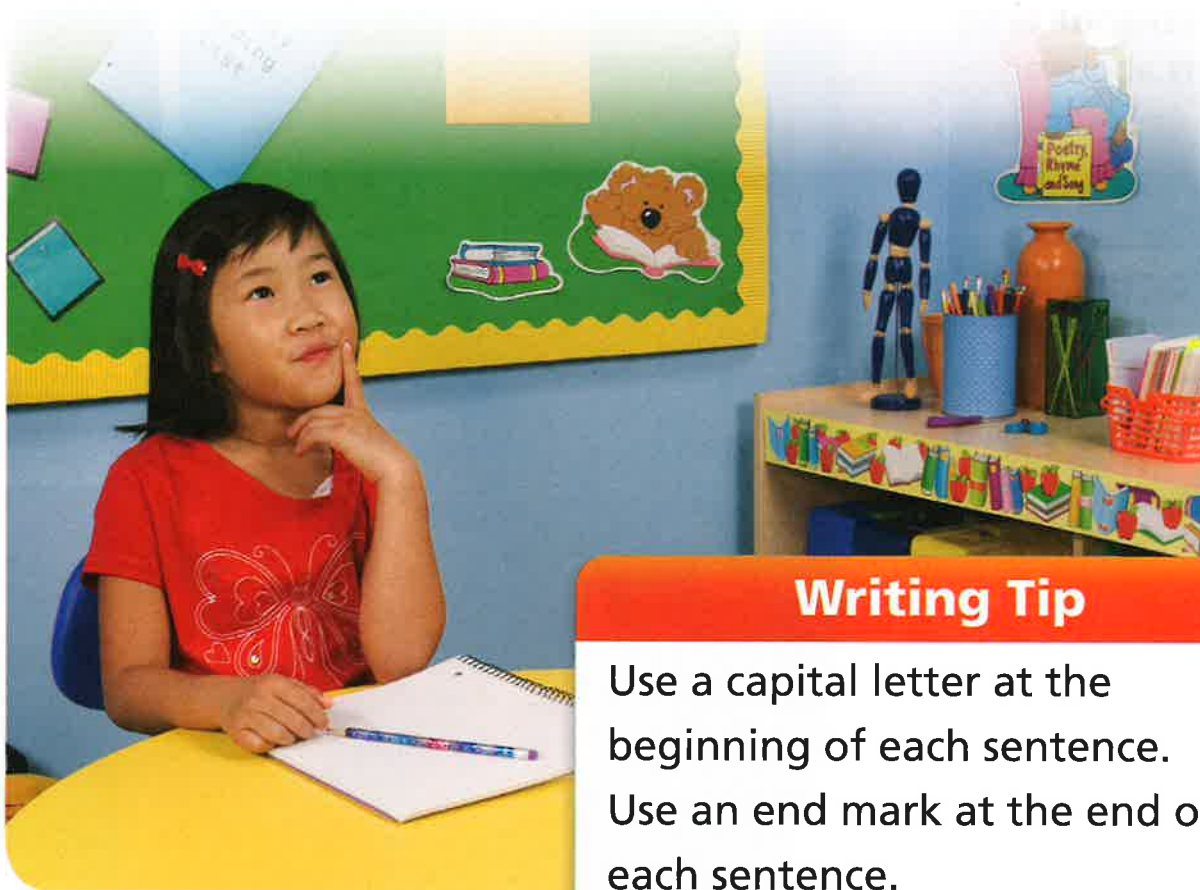 Poetry,
Rhyme
and Song
Writing Tip
Use a capital letter at the
beginning of each sentence.
Use an end mark at the end o
each sentence.